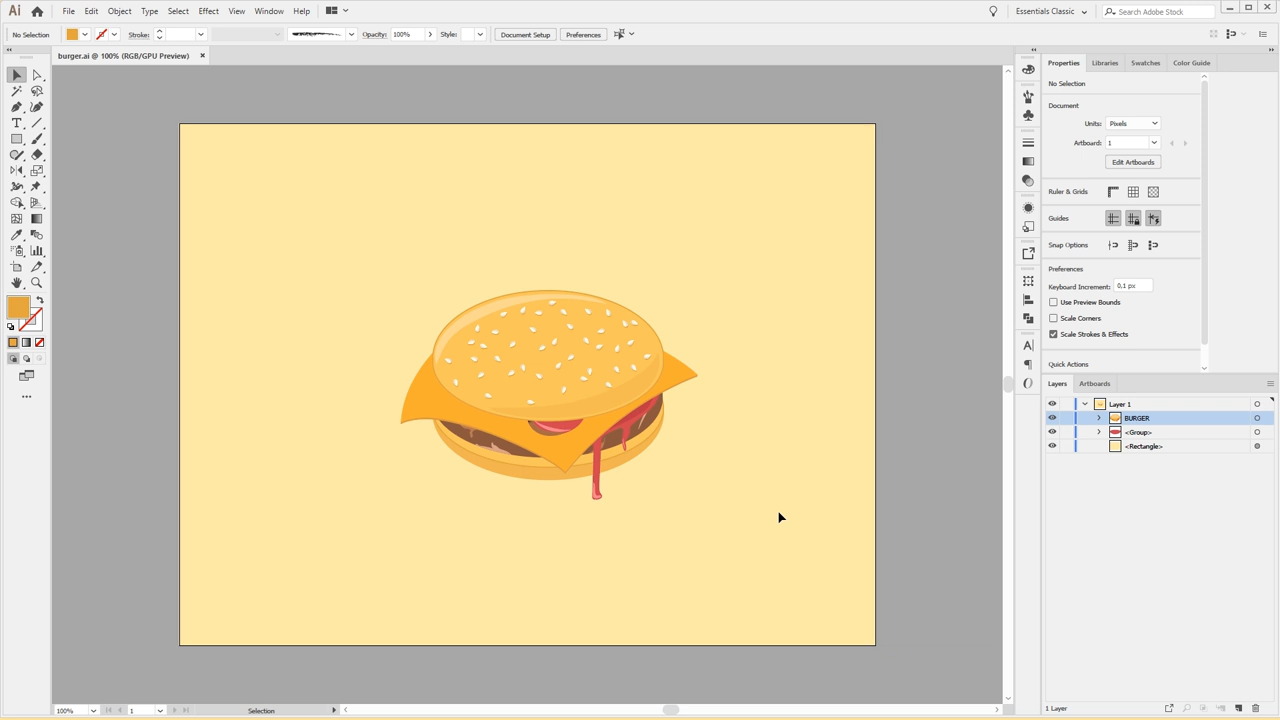 Ai File Edit Object Type Select Effect View Window Help Essentials Classic Search Adobe Stock
No Selection Stroke: Opacity: 100% Style: Document Setup Preferences
burger.ai @ 100% (RGB/GPU Preview)
Properties Libraries Swatches Color Guide
No Selection
Document
Units: Pixels
Artboard: 1
Edit Artboards
Ruler & Grids
Guides
Snap Options
Preferences
Keyboard Increment: 0,1 px
Use Preview Bounds
Scale Corners
Scale Strokes & Effects
Quick Actions
Layers Artboards
Layer 1
BURGER
<Group>
<Rectangle>
1 Layer
100% 1 Selection